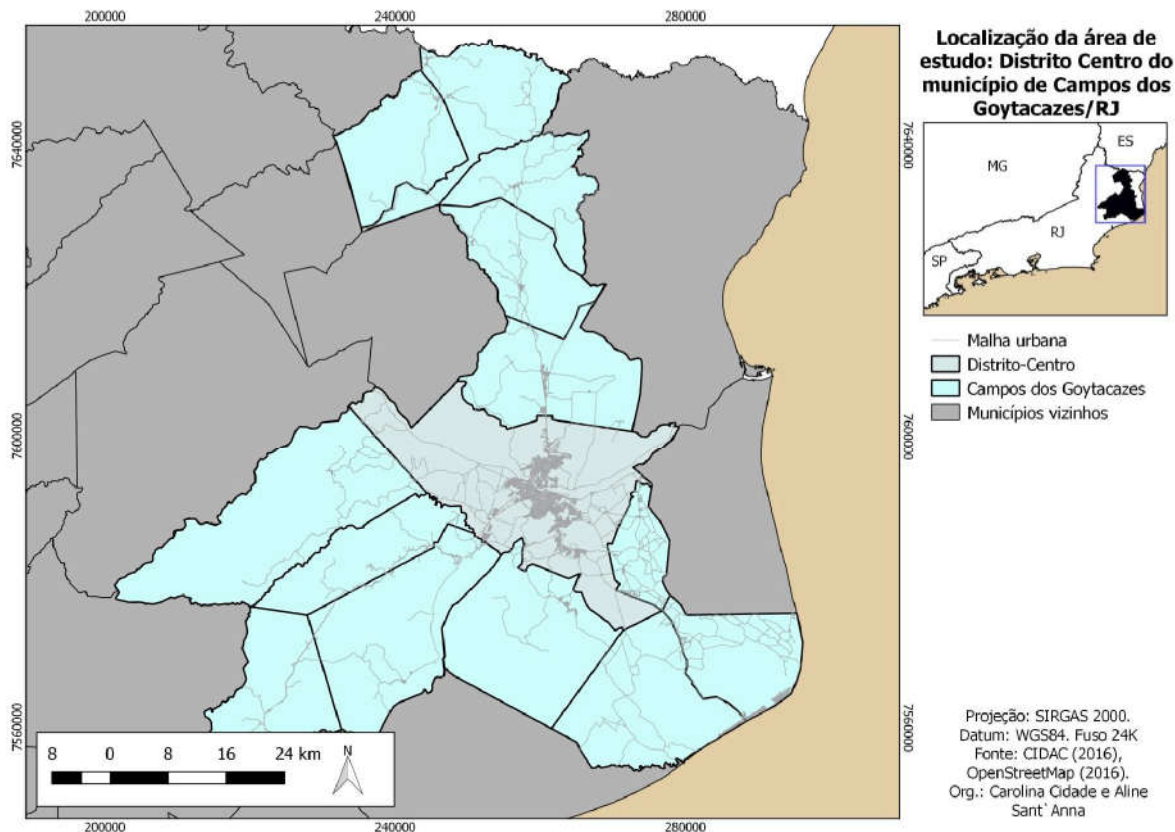 200000
240000
280000
7640000
7600000
7560000
7640000
7600000
7560000
200000
240000
280000
8 0 8 16 24 km
N
Localização da área de
estudo: Distrito Centro do
município de Campos dos
Goytacazes/RJ
ES
MG
RJ
SP
Malha urbana
Distrito-Centro
Campos dos Goytacazes
Municípios vizinhos
Projeção: SIRGAS 2000.
Datum: WGS84. Fuso 24K
Fonte: CIDAC (2016),
OpenStreetMap (2016).
Org.: Carolina Cidade e Aline
Sant`Anna